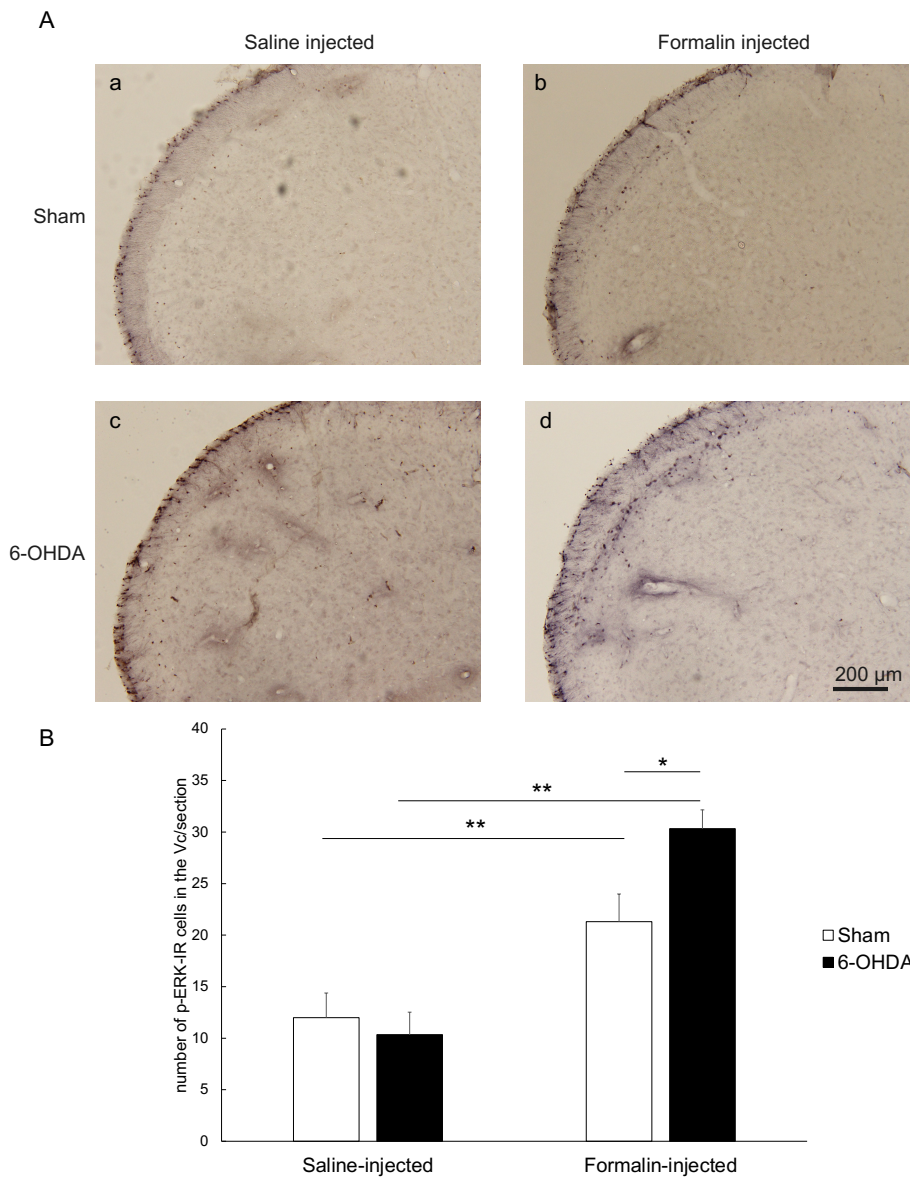 A
Saline injected
Formalin injected
a
b
Sham
c
d
6-OHDA
200 µm
B
40
35
30
25
20
15
10
5
0
number of p-ERK-IR cells in the Vc/section
**
**
*
Sham
6-OHDA
Saline-injected
Formalin-injected